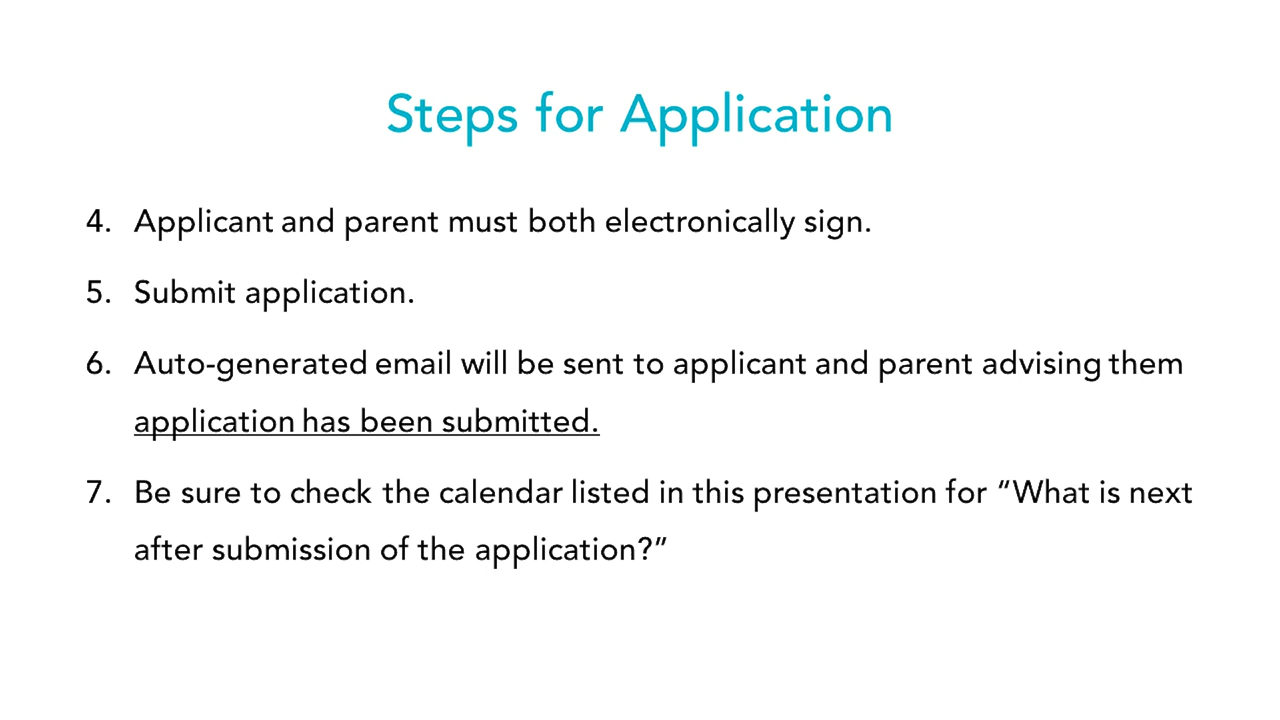 Steps for Application
4. Applicant and parent must both electronically sign.
5. Submit application.
6. Auto-generated email will be sent to applicant and parent advising them
application has been submitted.
7. Be sure to check the calendar listed in this presentation for “What is next
after submission of the application?”